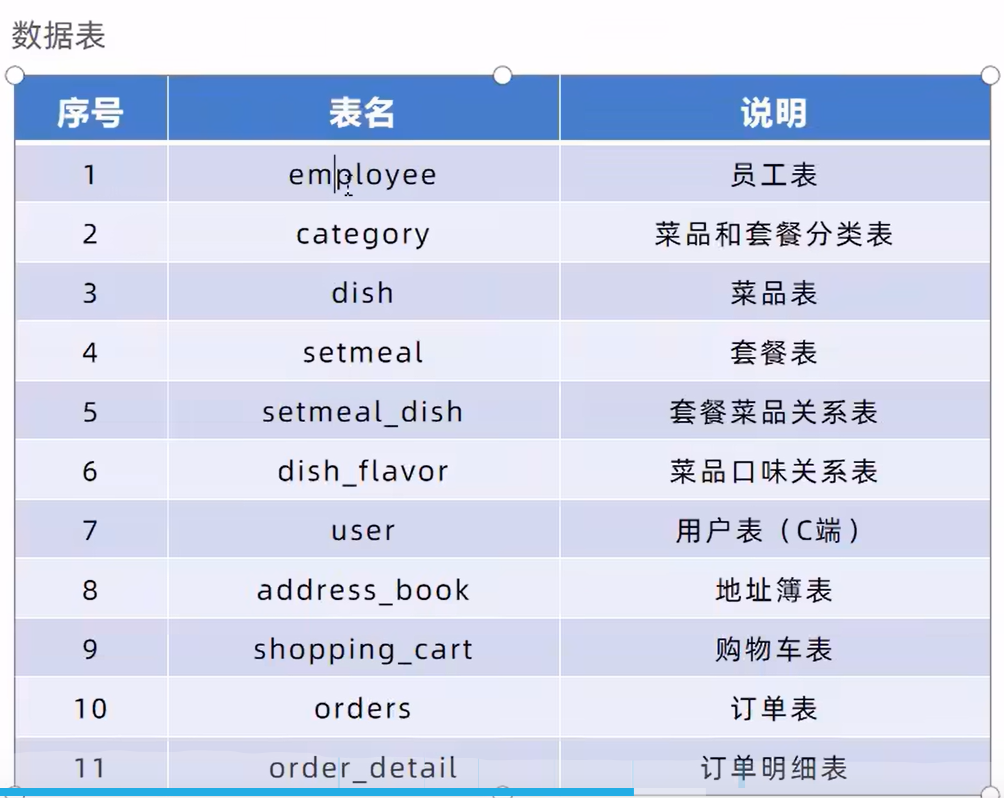 数据表
序号 表名 说明
1 employee 员工表
2 category 菜品和套餐分类表
3 dish 菜品表
4 setmeal 套餐表
5 setmeal_dish 套餐菜品关系表
6 dish_flavor 菜品口味关系表
7 user 用户表（C端）
8 address_book 地址簿表
9 shopping_cart 购物车表
10 orders 订单表
11 order_detail 订单明细表